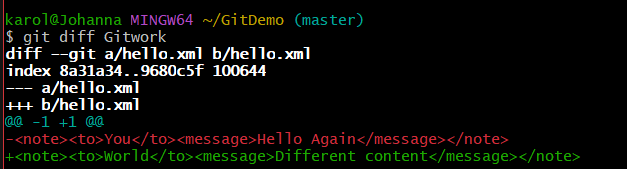 karol@Johanna MINGW64 ~/GitDemo (master)
$ git diff Gitwork
diff --git a/hello.xml b/hello.xml
index 8a31a34..9680c5f 100644
--- a/hello.xml
+++ b/hello.xml
@@ -1 +1 @@
-<note><to>You</to><message>Hello Again</message></note>
+<note><to>World</to><message>Different content</message></note>